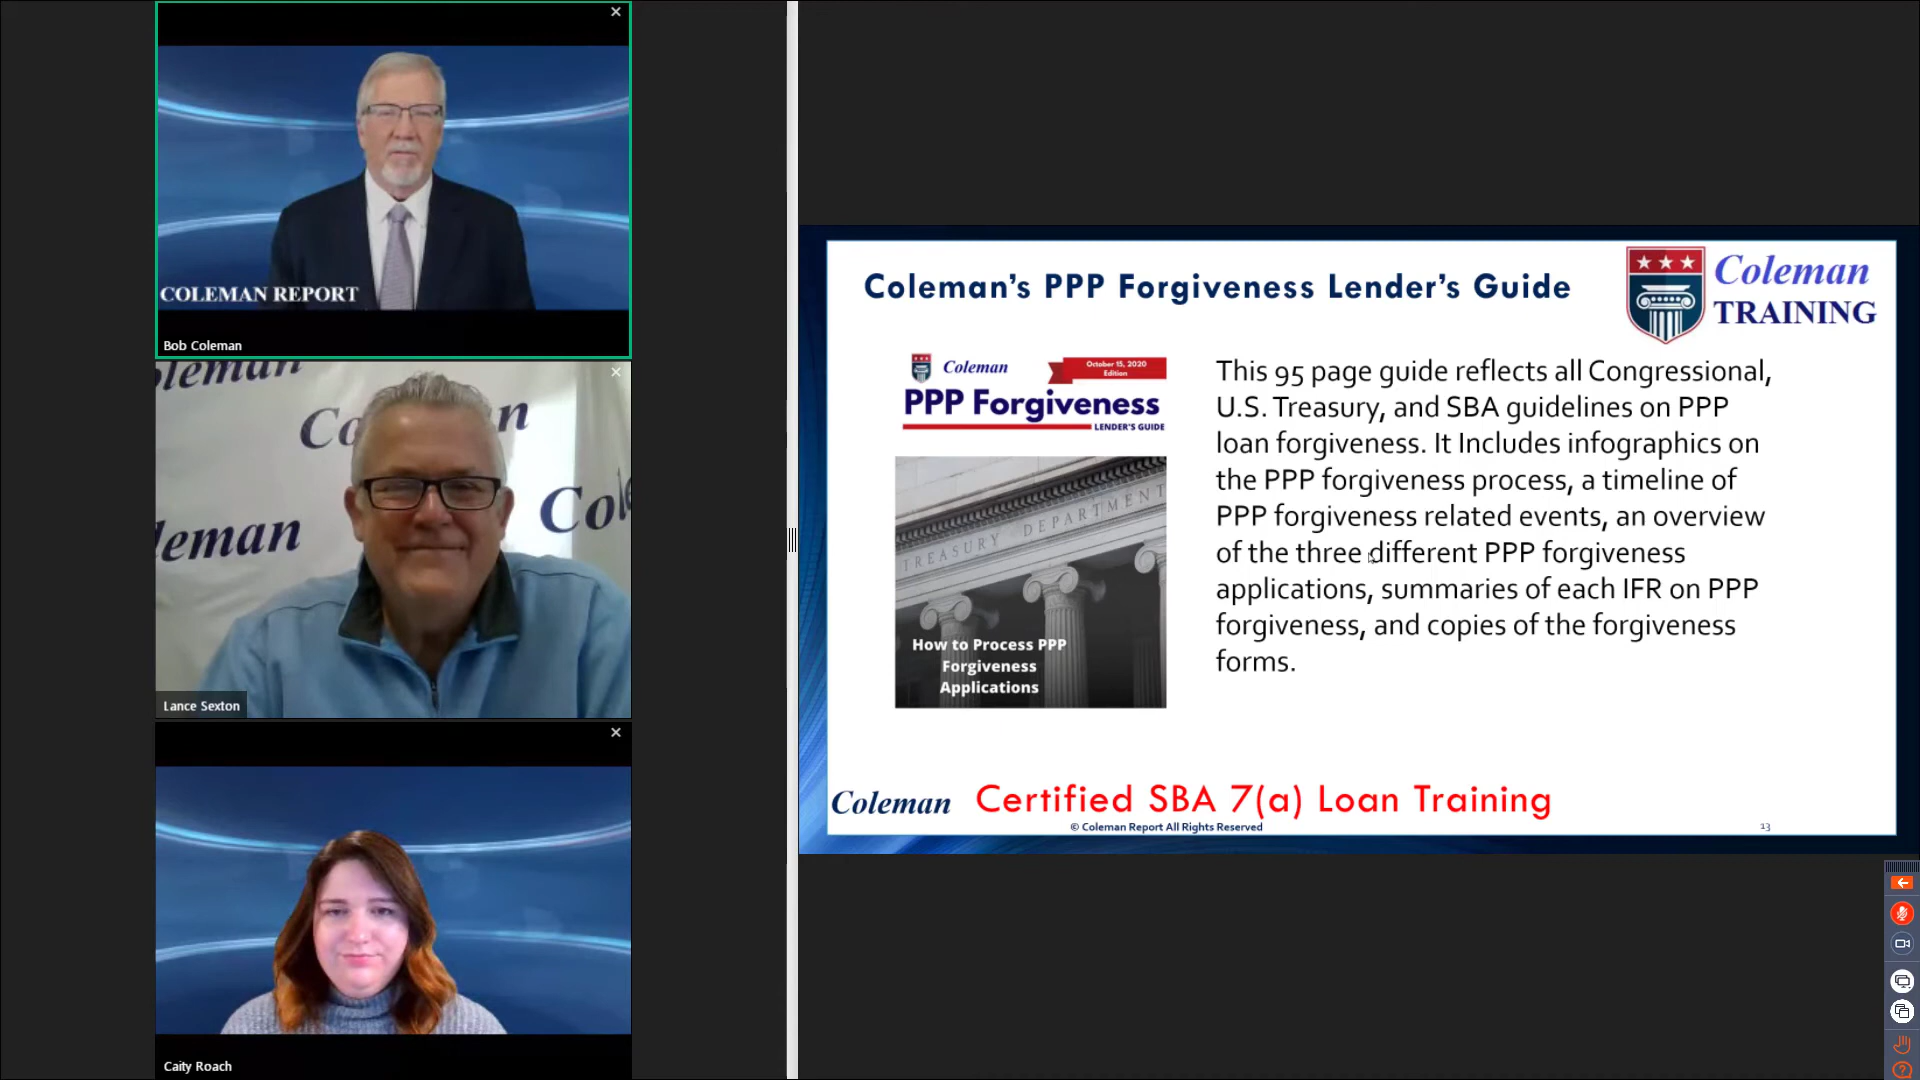 COLEMAN REPORT
Bob Coleman
oleman
Co
n
leman
Cole
Lance Sexton
Caity Roach
Coleman's PPP Forgiveness Lender's Guide
Coleman
TRAINING
Coleman
October 15, 2020
Edition
PPP Forgiveness
LENDER'S GUIDE
TREASURY DEPARTMENT
How to Process PPP
Forgiveness
Applications
This 95 page guide reflects all Congressional,
U.S. Treasury, and SBA guidelines on PPP
loan forgiveness. It Includes infographics on
the PPP forgiveness process, a timeline of
PPP forgiveness related events, an overview
of the three different PPP forgiveness
applications, summaries of each IFR on PPP
forgiveness, and copies of the forgiveness
forms.
Coleman
Certified SBA 7(a) Loan Training
© Coleman Report All Rights Reserved
13